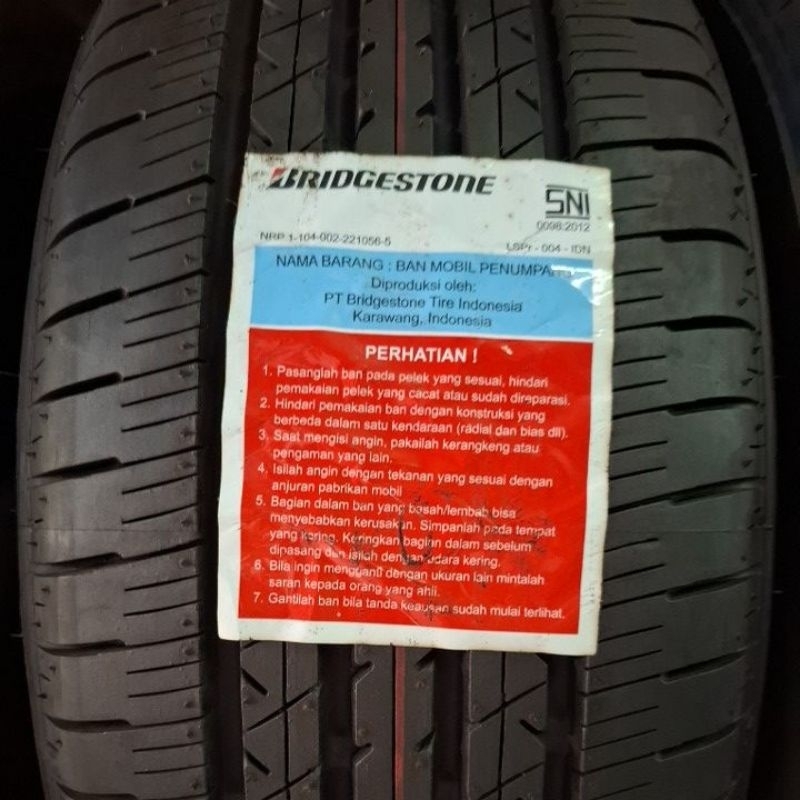 BRIDGESTONE
SNI
0098:2012
NRP 1-104-002-221056-5
LSPr - 004 - IDN
NAMA BARANG : BAN MOBIL PENUMPANG
Diproduksi oleh:
PT Bridgestone Tire Indonesia
Karawang, Indonesia
PERHATIAN !
1. Pasanglah ban pada pelek yang sesuai, hindari
pemakaian pelek yang cacat atau sudah direparasi.
2. Hindari pemakaian ban dengan konstruksi yang
berbeda dalam satu kendaraan (radial dan bias dll).
3. Saat mengisi angin, pakailah kerangkeng atau
pengaman yang lain.
4. Isilah angin dengan tekanan yang sesuai dengan
anjuran pabrikan mobil
5. Bagian dalam ban yang basah/lembab bisa
menyebabkan kerusakan. Simpanlah pada tempat
yang kering. Keringkan bagian dalam sebelum
dipasang dan isilah dengan udara kering.
6. Bila ingin mengganti dengan ukuran lain mintalah
saran kepada orang yang ahli.
7. Gantilah ban bila tanda keausan sudah mulai terlihat.